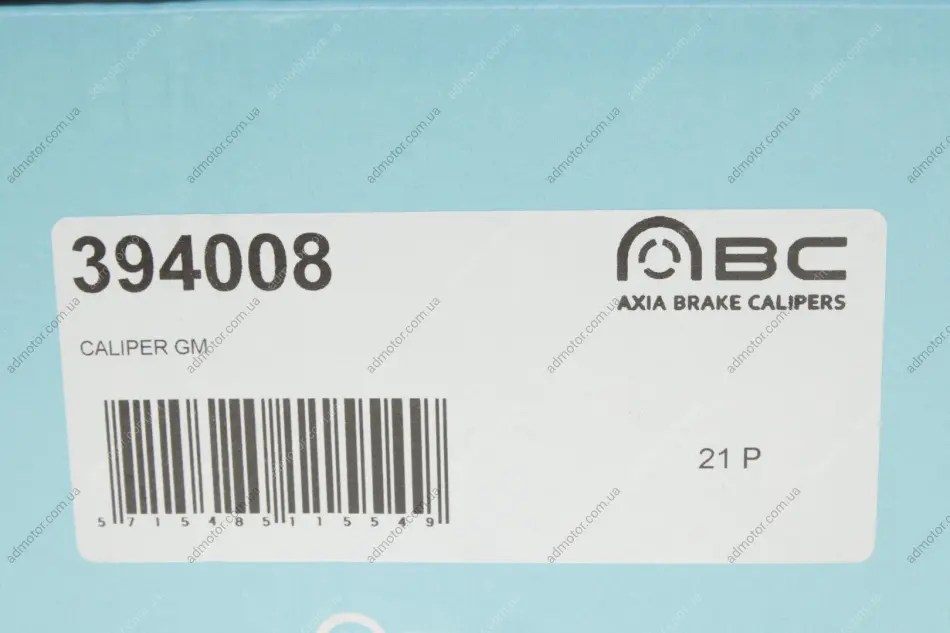 394008
ABC
AXIA BRAKE CALIPERS
CALIPER GM
21 P
5 715485 115549
admotor.com.ua